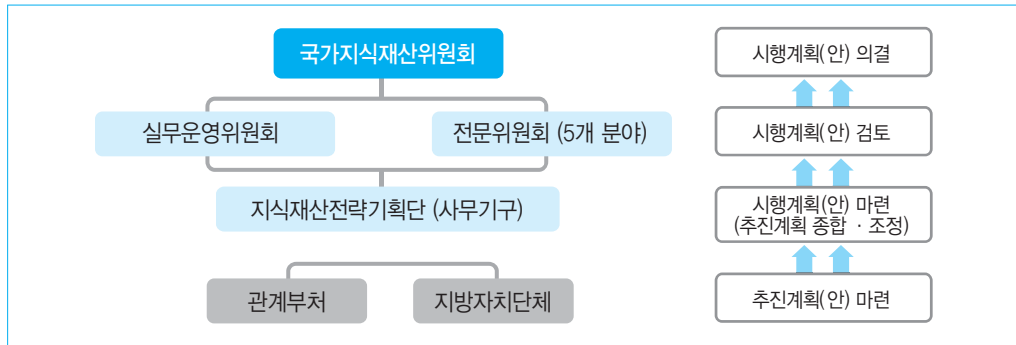 국가지식재산위원회
시행계획(안) 의결
실무운영위원회
전문위원회 (5개 분야)
시행계획(안) 검토
지식재산전략기획단 (사무기구)
시행계획(안) 마련
(추진계획 종합 · 조정)
관계부처
지방자치단체
추진계획(안) 마련